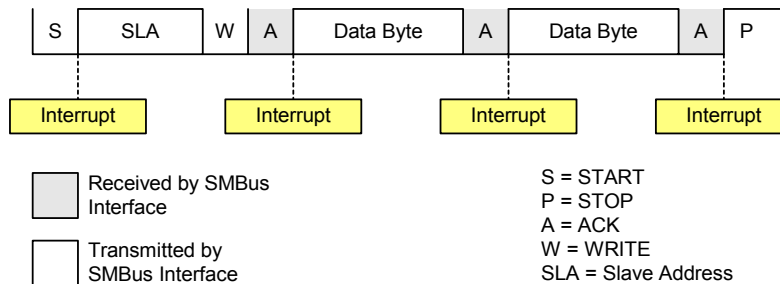 S SLA W A Data Byte A Data Byte A P
Interrupt Interrupt Interrupt Interrupt
Received by SMBus
Interface
Transmitted by
SMBus Interface
S = START
P = STOP
A = ACK
W = WRITE
SLA = Slave Address